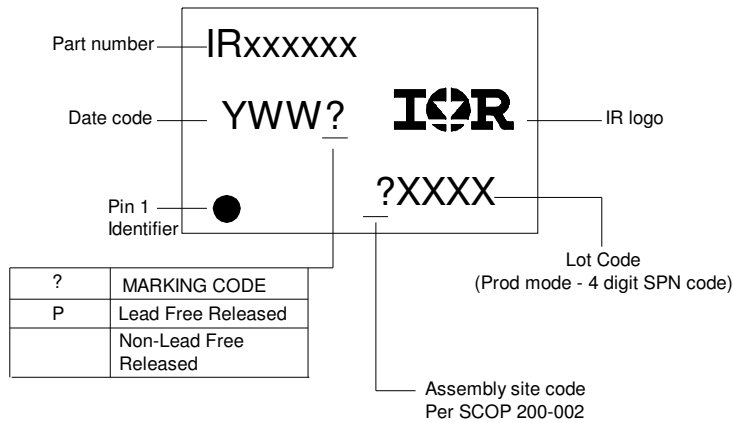 Part number
IRxxxxxx
Date code
YWW?
IOR
IR logo
Pin 1
Identifier
?XXXX
Lot Code
(Prod mode - 4 digit SPN code)
? MARKING CODE
P Lead Free Released
Non-Lead Free
Released
Assembly site code
Per SCOP 200-002